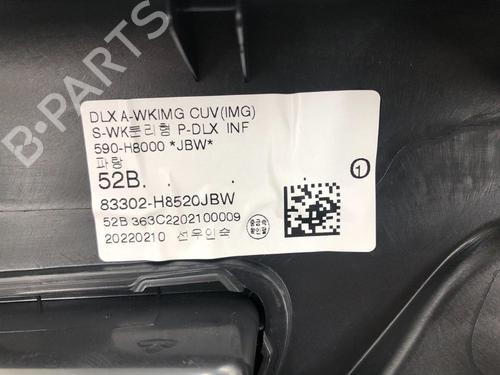 B-PARTS
DLX A-WKIMG CUV(IMG)
S-WK트리형 P-DLX INF
590-H8000 *JBW*
파랑
52B. . . .
83302-H8520JBW
52B 363C2202100009
20220210 선우인숙
1